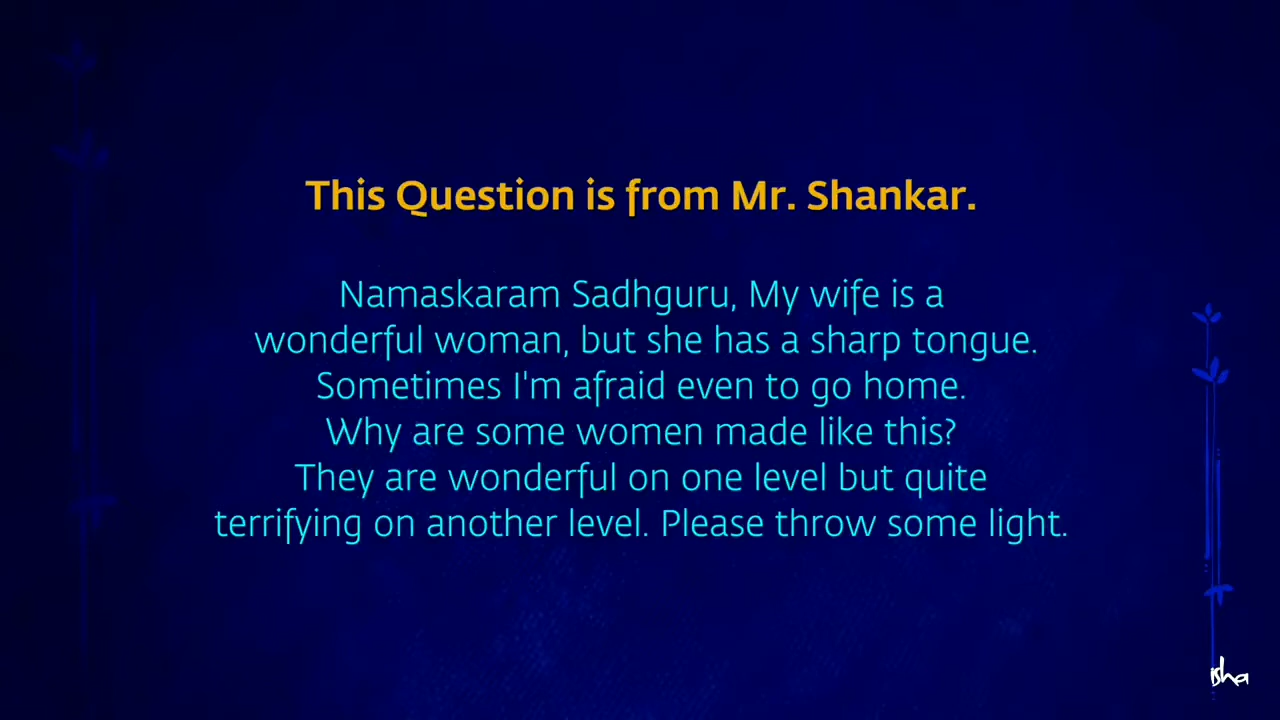 This Question is from Mr. Shankar.
Namaskaram Sadhguru, My wife is a
wonderful woman, but she has a sharp tongue.
Sometimes I'm afraid even to go home.
Why are some women made like this?
They are wonderful on one level but quite
terrifying on another level. Please throw some light.
isha